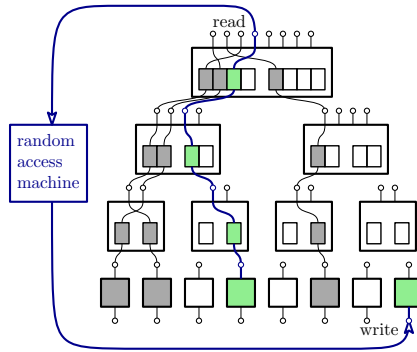 read
random
access
machine
write